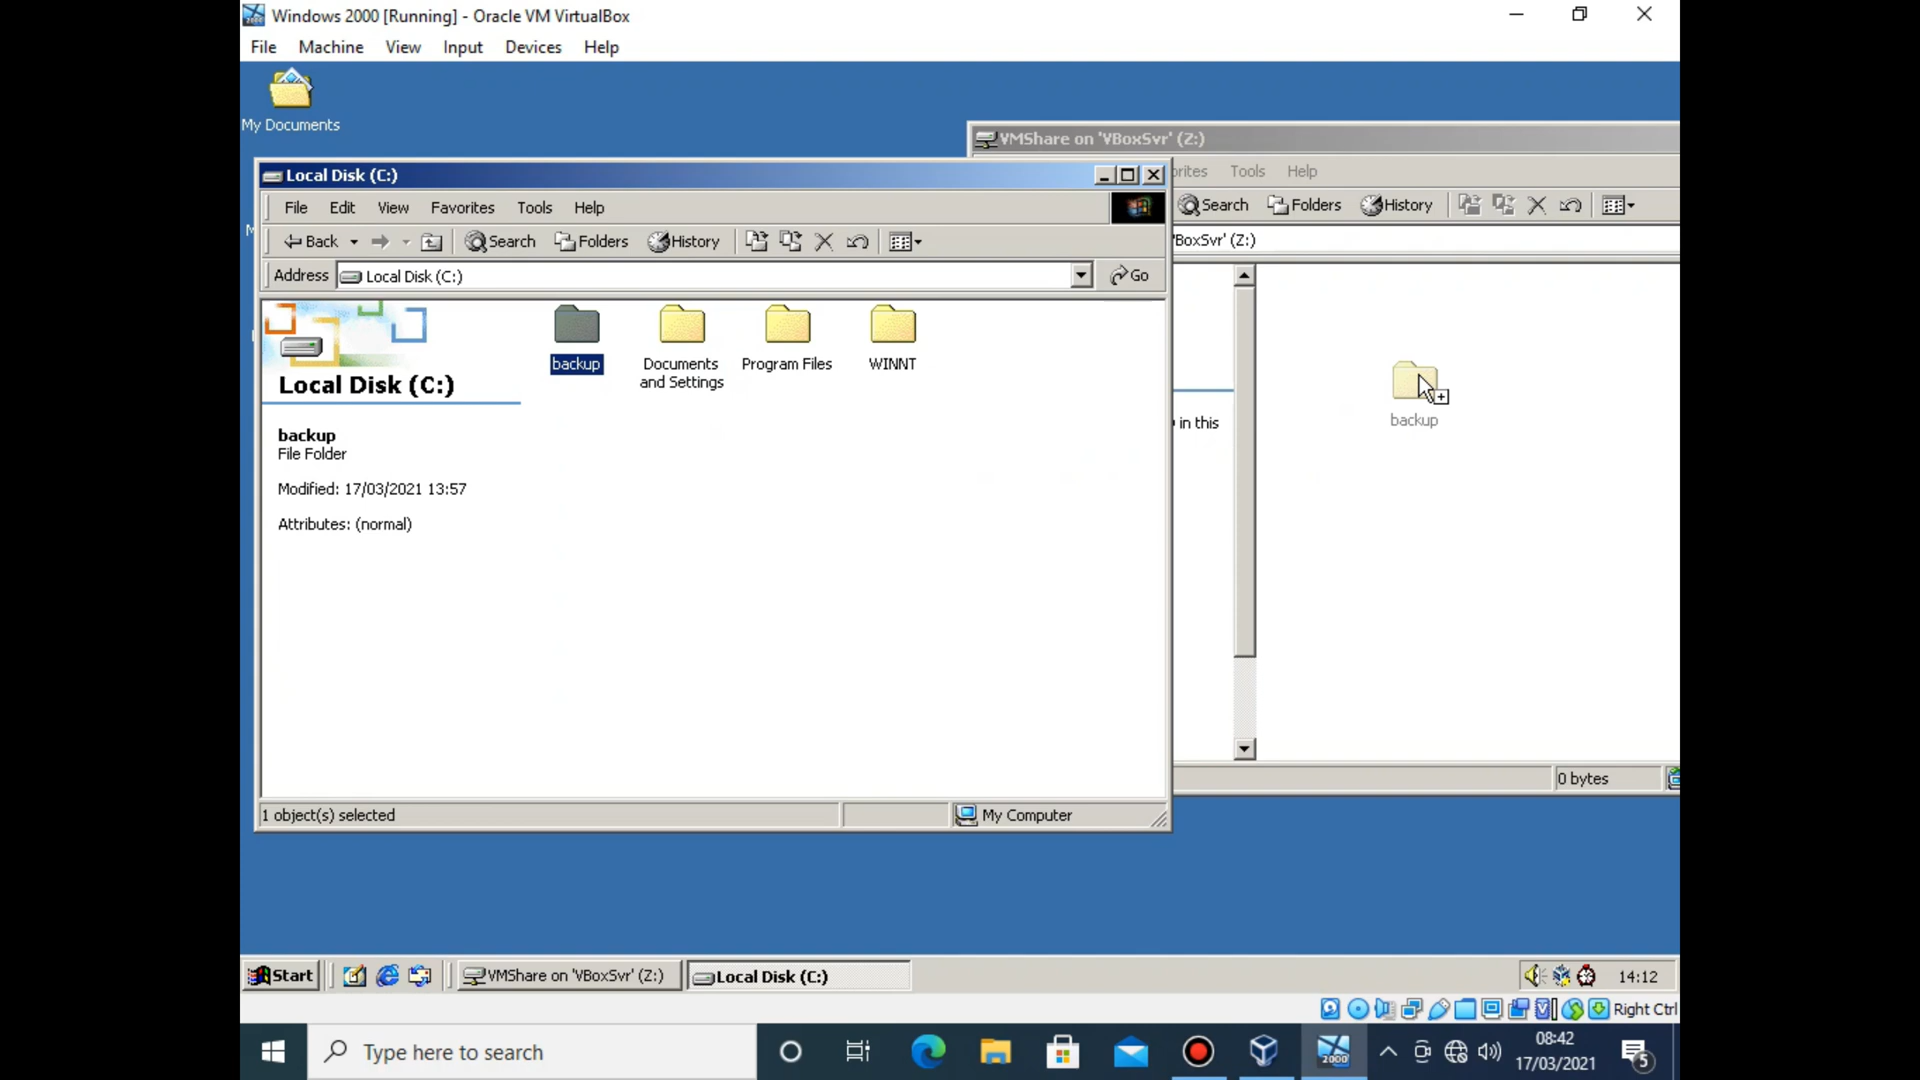 Windows 2000 [Running] - Oracle VM VirtualBox
File Machine View Input Devices Help
My Documents
VMShare on 'VBoxSvr' (Z:)
Tools Help
Search Folders History
'BoxSvr' (Z:)
in this
backup
0 bytes
Local Disk (C:)
File Edit View Favorites Tools Help
Back Search Folders History
Address Local Disk (C:) Go
backup
Documents
and Settings
Program Files
WINNT
Local Disk (C:)
backup
File Folder
Modified: 17/03/2021 13:57
Attributes: (normal)
1 object(s) selected
My Computer
Start VMShare on 'VBoxSvr' (Z:) Local Disk (C:) 14:12
Right Ctrl
Type here to search
2000
08:42
17/03/2021
5